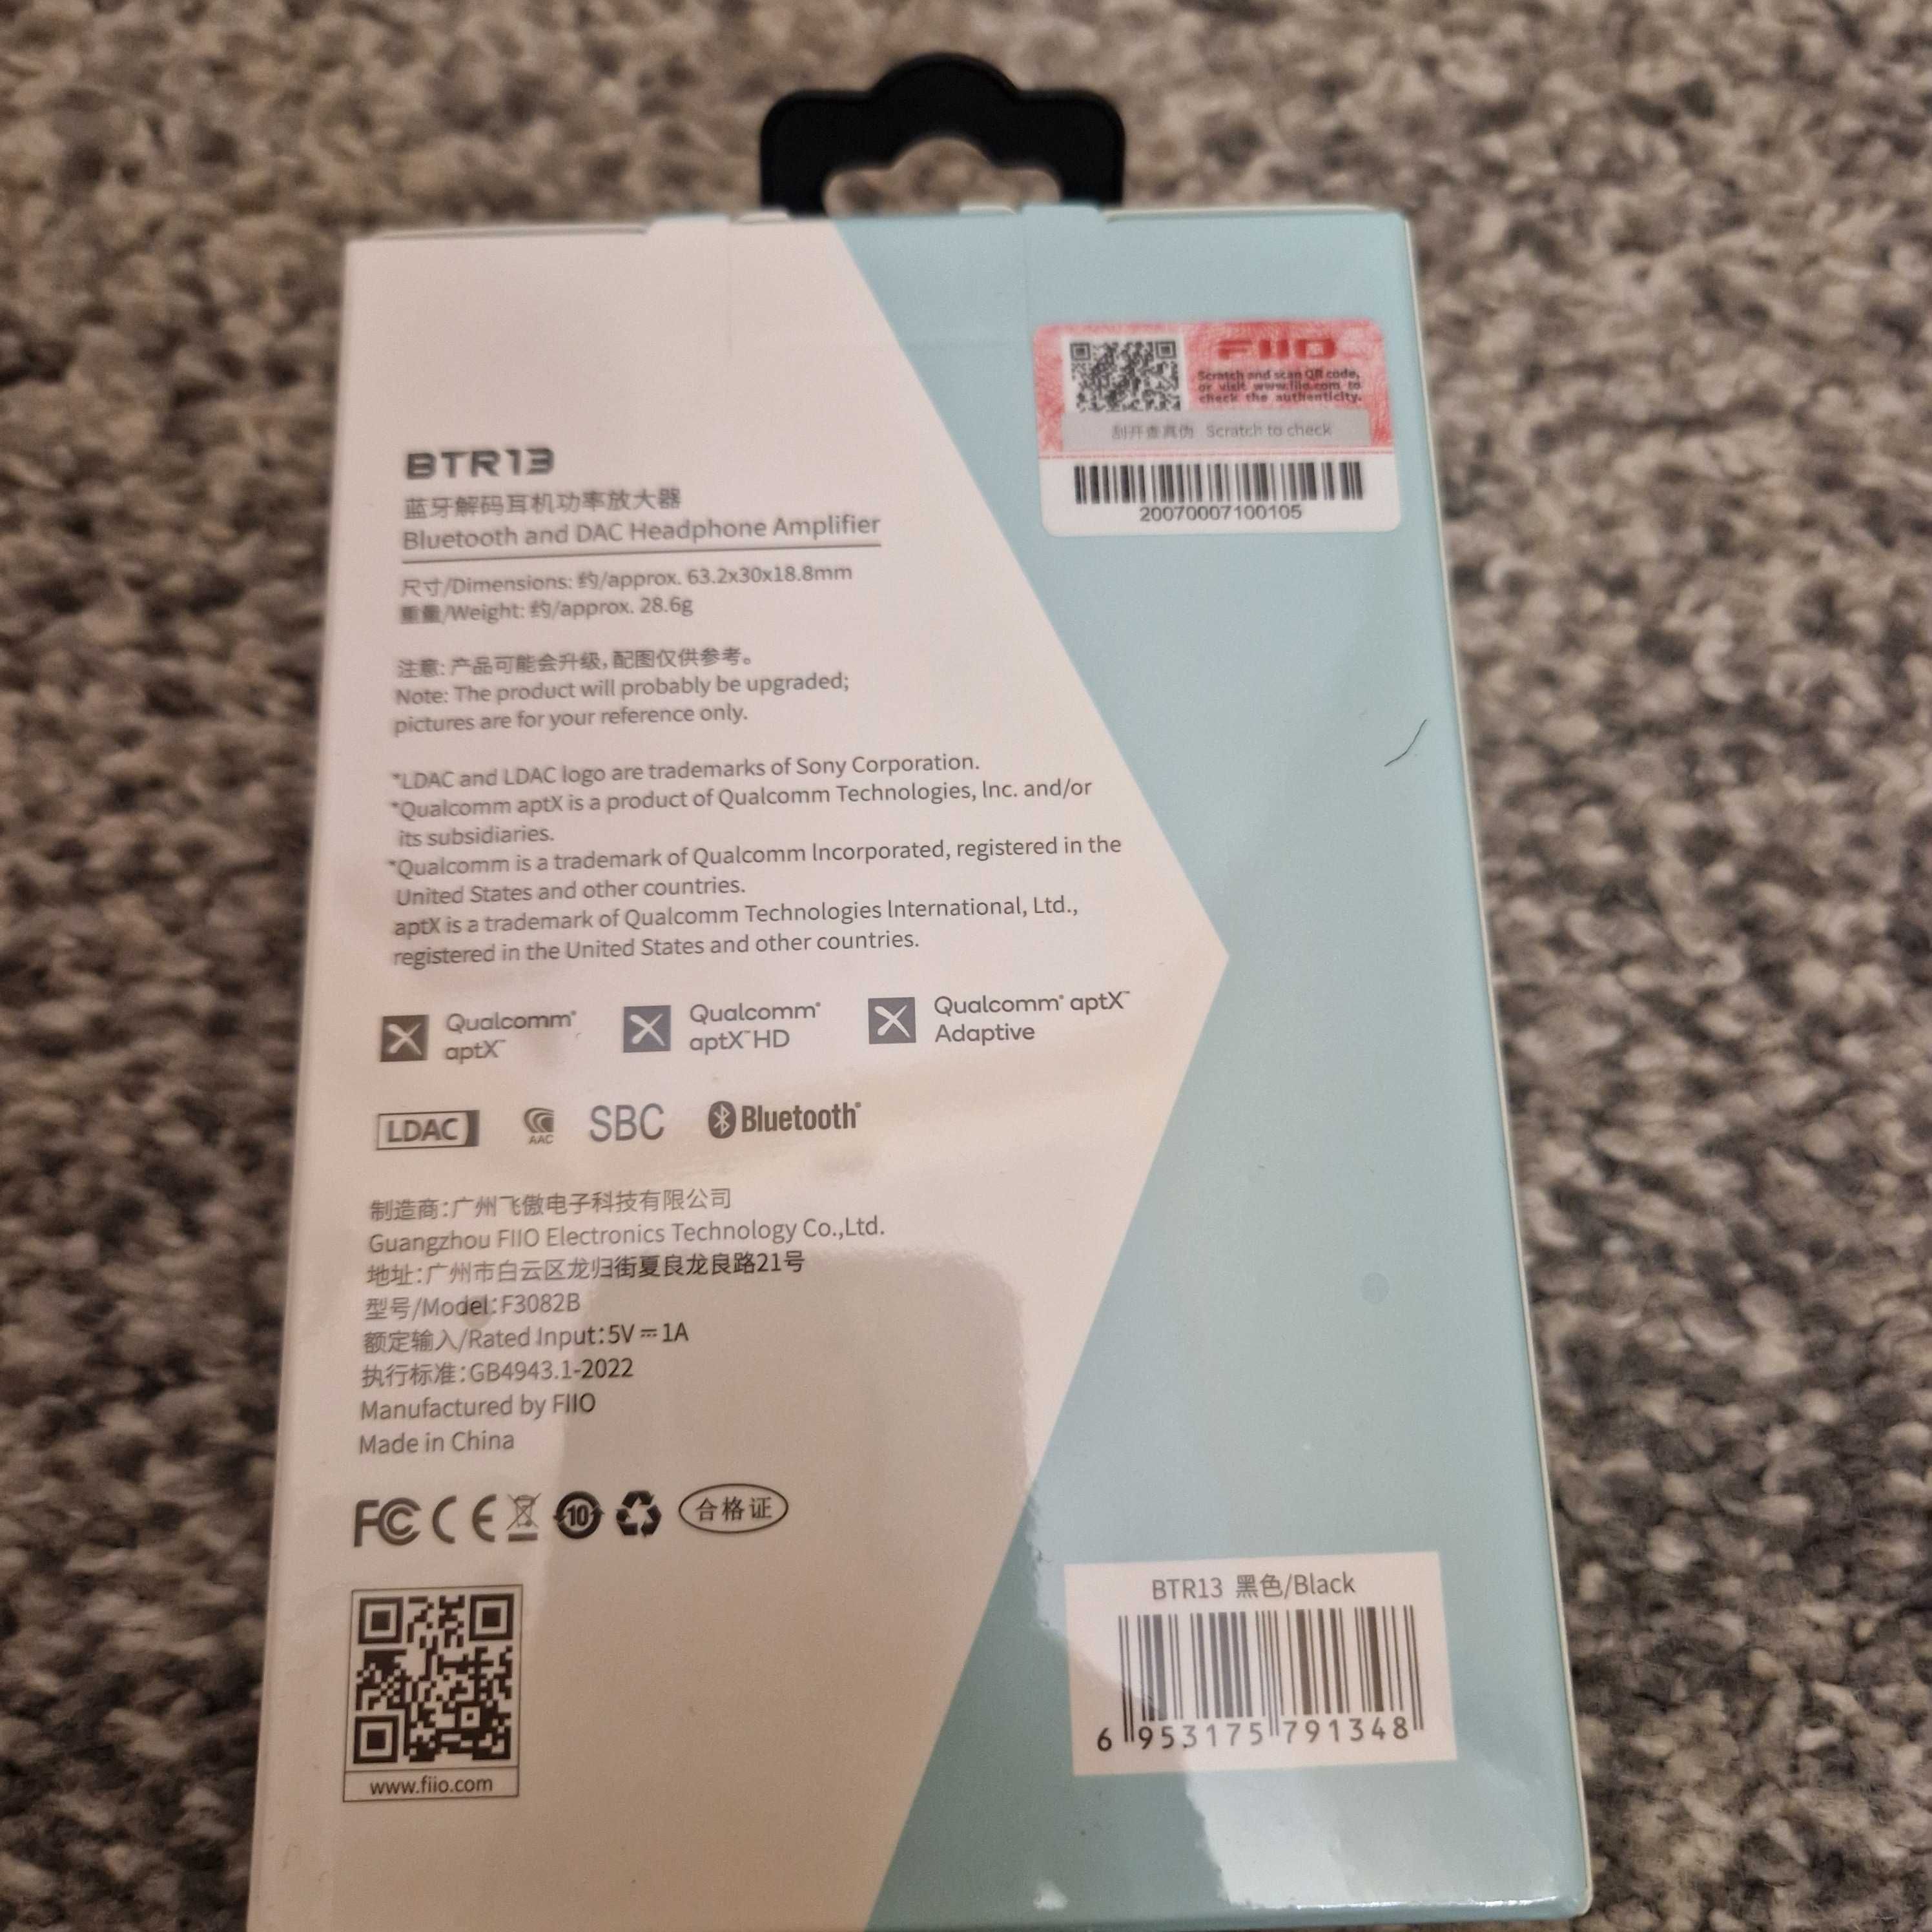 FIIO
Scratch and scan QR code,
or visit www.fiio.com to
check the authenticity.
刮开查真伪 Scratch to check
20070007100105
BTR13
蓝牙解码耳机功率放大器
Bluetooth and DAC Headphone Amplifier
尺寸/Dimensions: 约/approx. 63.2x30x18.8mm
重量/Weight: 约/approx. 28.6g
注意: 产品可能会升级, 配图仅供参考。
Note: The product will probably be upgraded;
pictures are for your reference only.
*LDAC and LDAC logo are trademarks of Sony Corporation.
*Qualcomm aptX is a product of Qualcomm Technologies, Inc. and/or
its subsidiaries.
*Qualcomm is a trademark of Qualcomm Incorporated, registered in the
United States and other countries.
aptX is a trademark of Qualcomm Technologies International, Ltd.,
registered in the United States and other countries.
Qualcomm® aptX™
Qualcomm® aptX™ HD
Qualcomm® aptX™ Adaptive
LDAC AAC SBC Bluetooth®
制造商: 广州飞傲电子科技有限公司
Guangzhou FIIO Electronics Technology Co.,Ltd.
地址: 广州市白云区龙归街夏良龙良路21号
型号/Model: F3082B
额定输入/Rated Input: 5V⎓1A
执行标准: GB4943.1-2022
Manufactured by FIIO
Made in China
FC CE 10 合格证
www.fiio.com
BTR13 黑色/Black
6 953175 791348